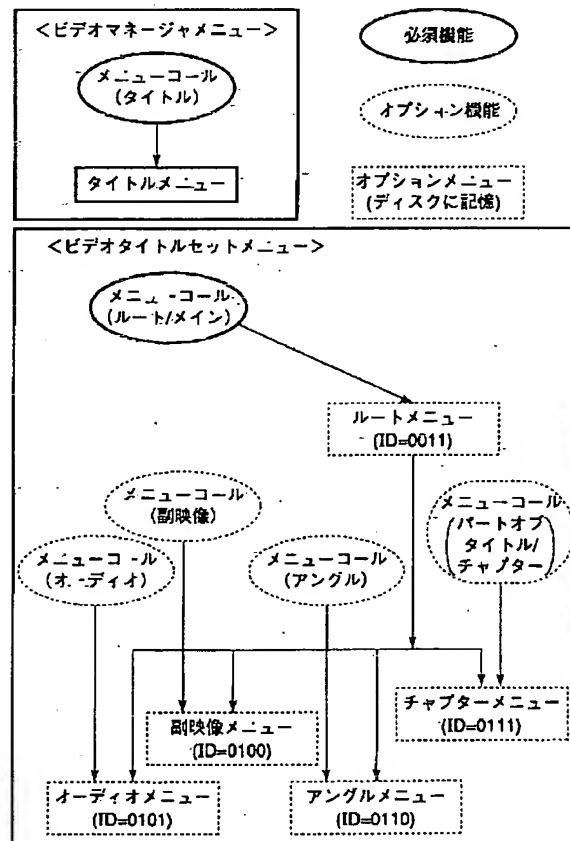 <ビデオマネージャメニュー>
メニューコール
(タイトル)
タイトルメニュー
必須機能
オプション機能
オプションメニュー
(ディスクに記憶)
<ビデオタイトルセットメニュー>
メニューコール
(ルート/メイン)
ルートメニュー
(ID=0011)
メニューコール
(副映像)
メニューコール
(オーディオ)
メニューコール
(アングル)
メニューコール
(パートオブ
タイトル/
チャプター)
副映像メニュー
(ID=0100)
チャプターメニュー
(ID=0111)
オーディオメニュー
(ID=0101)
アングルメニュー
(ID=0110)